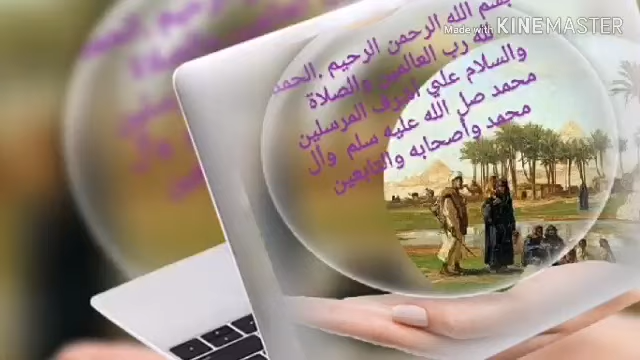 Made with KINEMASTER
بسم الله الرحمن الرحيم .الحمد
لله رب العالمين والصلاة
والسلام علي اشرف المرسلين
محمد صل الله عليه سلم وآل
محمد وأصحابه والتابعين